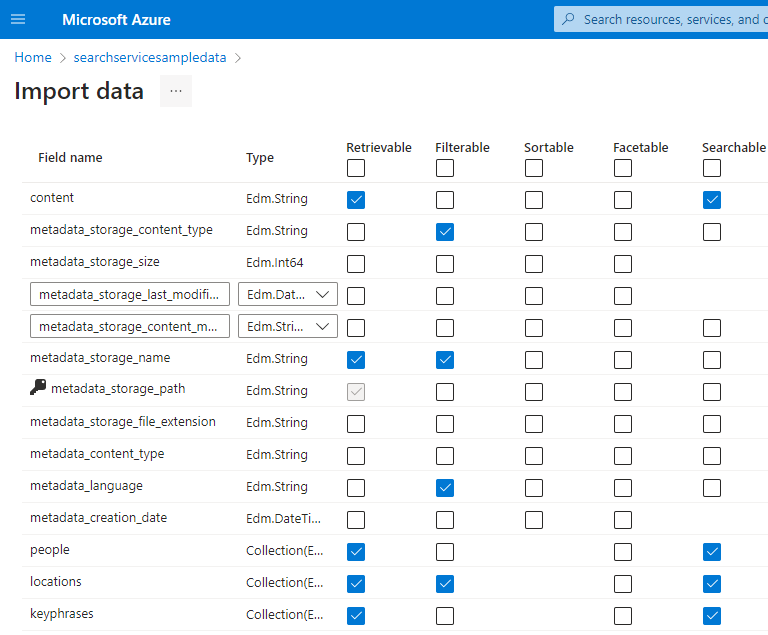 Microsoft Azure
Search resources, services, and
Home > searchservicesampledata >
Import data ...
Field name Type Retrievable Filterable Sortable Facetable Searchable
content Edm.String
metadata_storage_content_type Edm.String
metadata_storage_size Edm.Int64
metadata_storage_last_modifi... Edm.Dat...
metadata_storage_content_m... Edm.Stri...
metadata_storage_name Edm.String
metadata_storage_path Edm.String
metadata_storage_file_extension Edm.String
metadata_content_type Edm.String
metadata_language Edm.String
metadata_creation_date Edm.DateTi...
people Collection(E...
locations Collection(E...
keyphrases Collection(E...